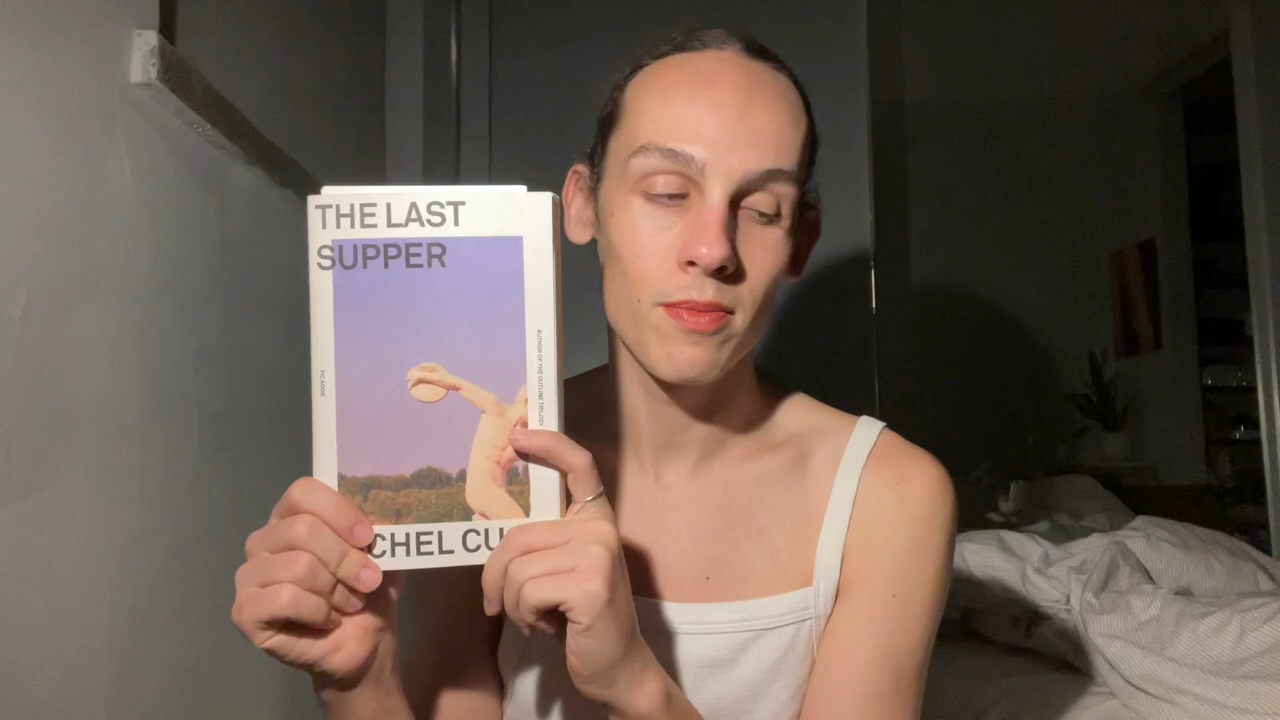 THE LAST
SUPPER
PICADOR
AUTHOR OF THE OUTLINE TRILOGY
CHEL CU